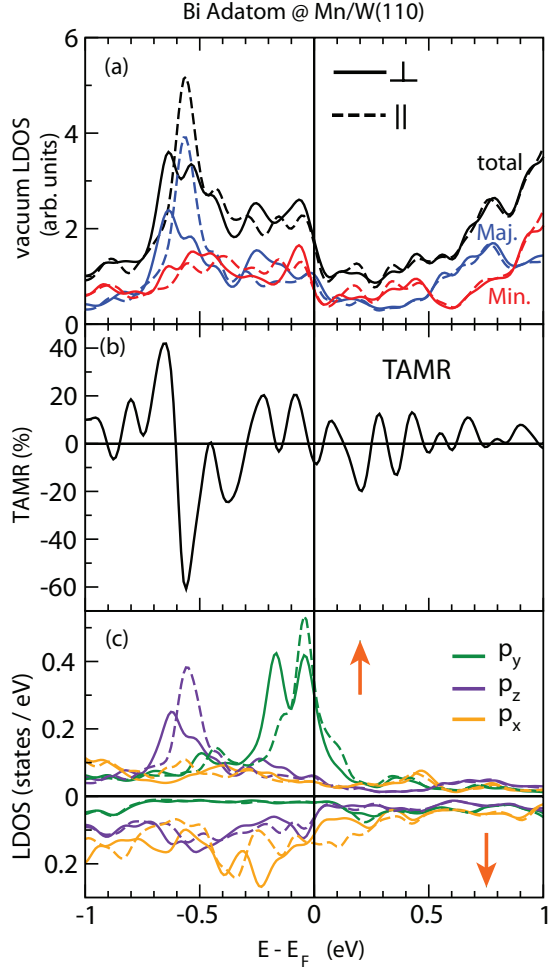 Bi Adatom @ Mn/W(110)
(a)
⊥
||
total
Maj.
Min.
vacuum LDOS
(arb. units)
6
4
2
0
(b)
TAMR
TAMR (%)
40
20
0
-20
-40
-60
(c)
p_y
p_z
p_x
LDOS (states / eV)
0.4
0.2
0
0.2
-1
-0.5
0
0.5
1
E - E_F (eV)